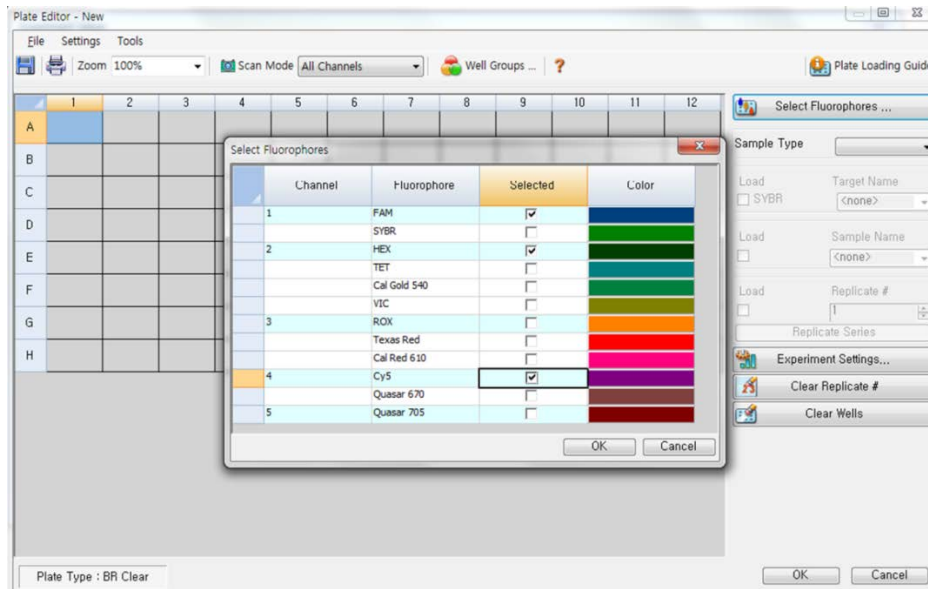 Plate Editor - New
File Settings Tools
Zoom 100% Scan Mode All Channels Well Groups ... ? Plate Loading Guide
1 2 3 4 5 6 7 8 9 10 11 12
Select Fluorophores ...
A
B
C
D
E
F
G
H
Select Fluorophores
Channel Fluorophore Selected Color
1 FAM
SYBR
2 HEX
TET
Cal Gold 540
VIC
3 ROX
Texas Red
Cal Red 610
4 Cy5
Quasar 670
5 Quasar 705
OK Cancel
Sample Type
Load Target Name
SYBR <none>
Load Sample Name
<none>
Load Replicate #
1
Replicate Series
Experiment Settings...
Clear Replicate #
Clear Wells
Plate Type : BR Clear
OK Cancel